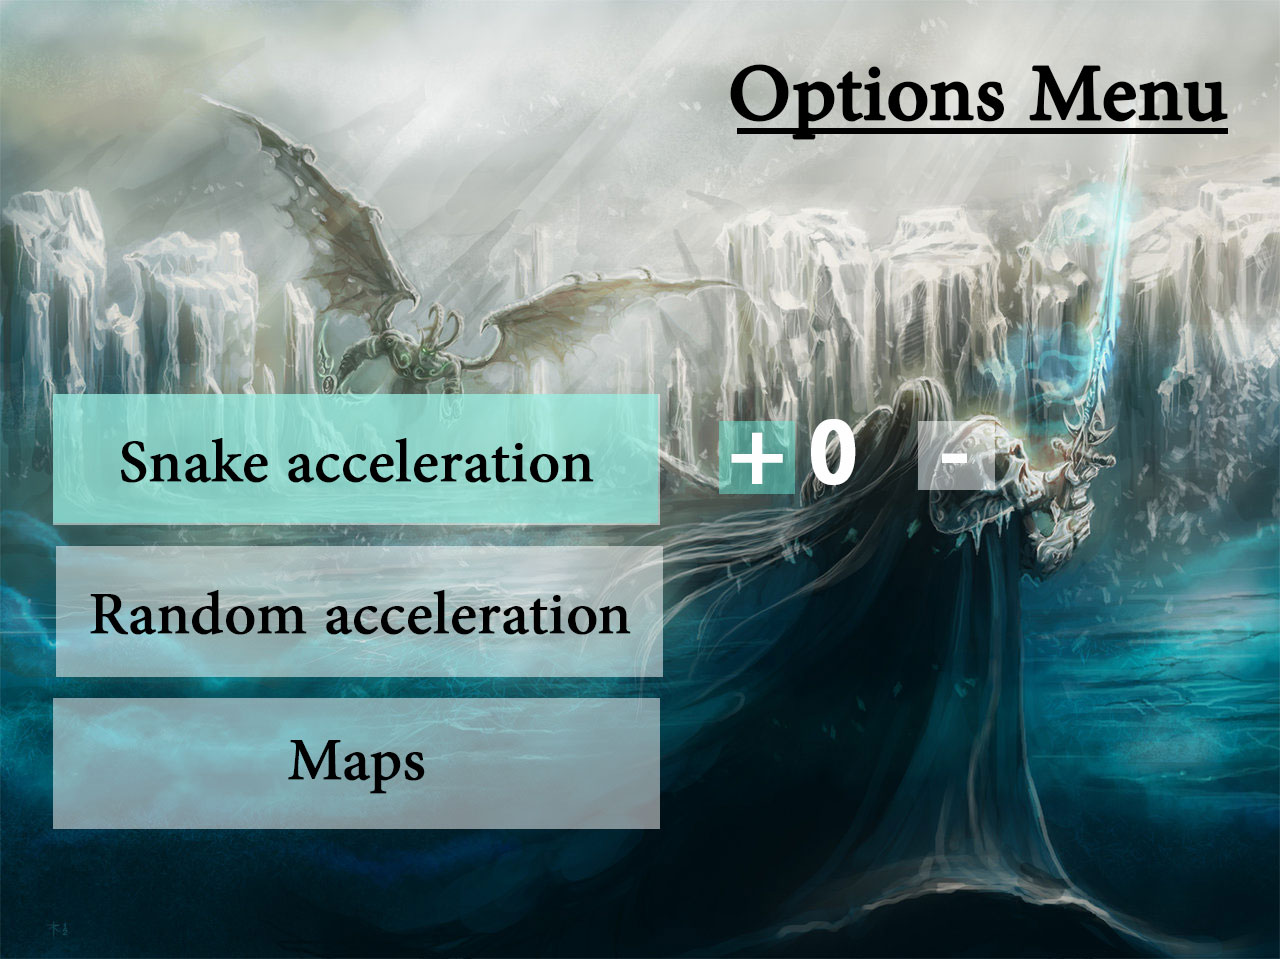 Options Menu
Snake acceleration
+ 0 -
Random acceleration
Maps